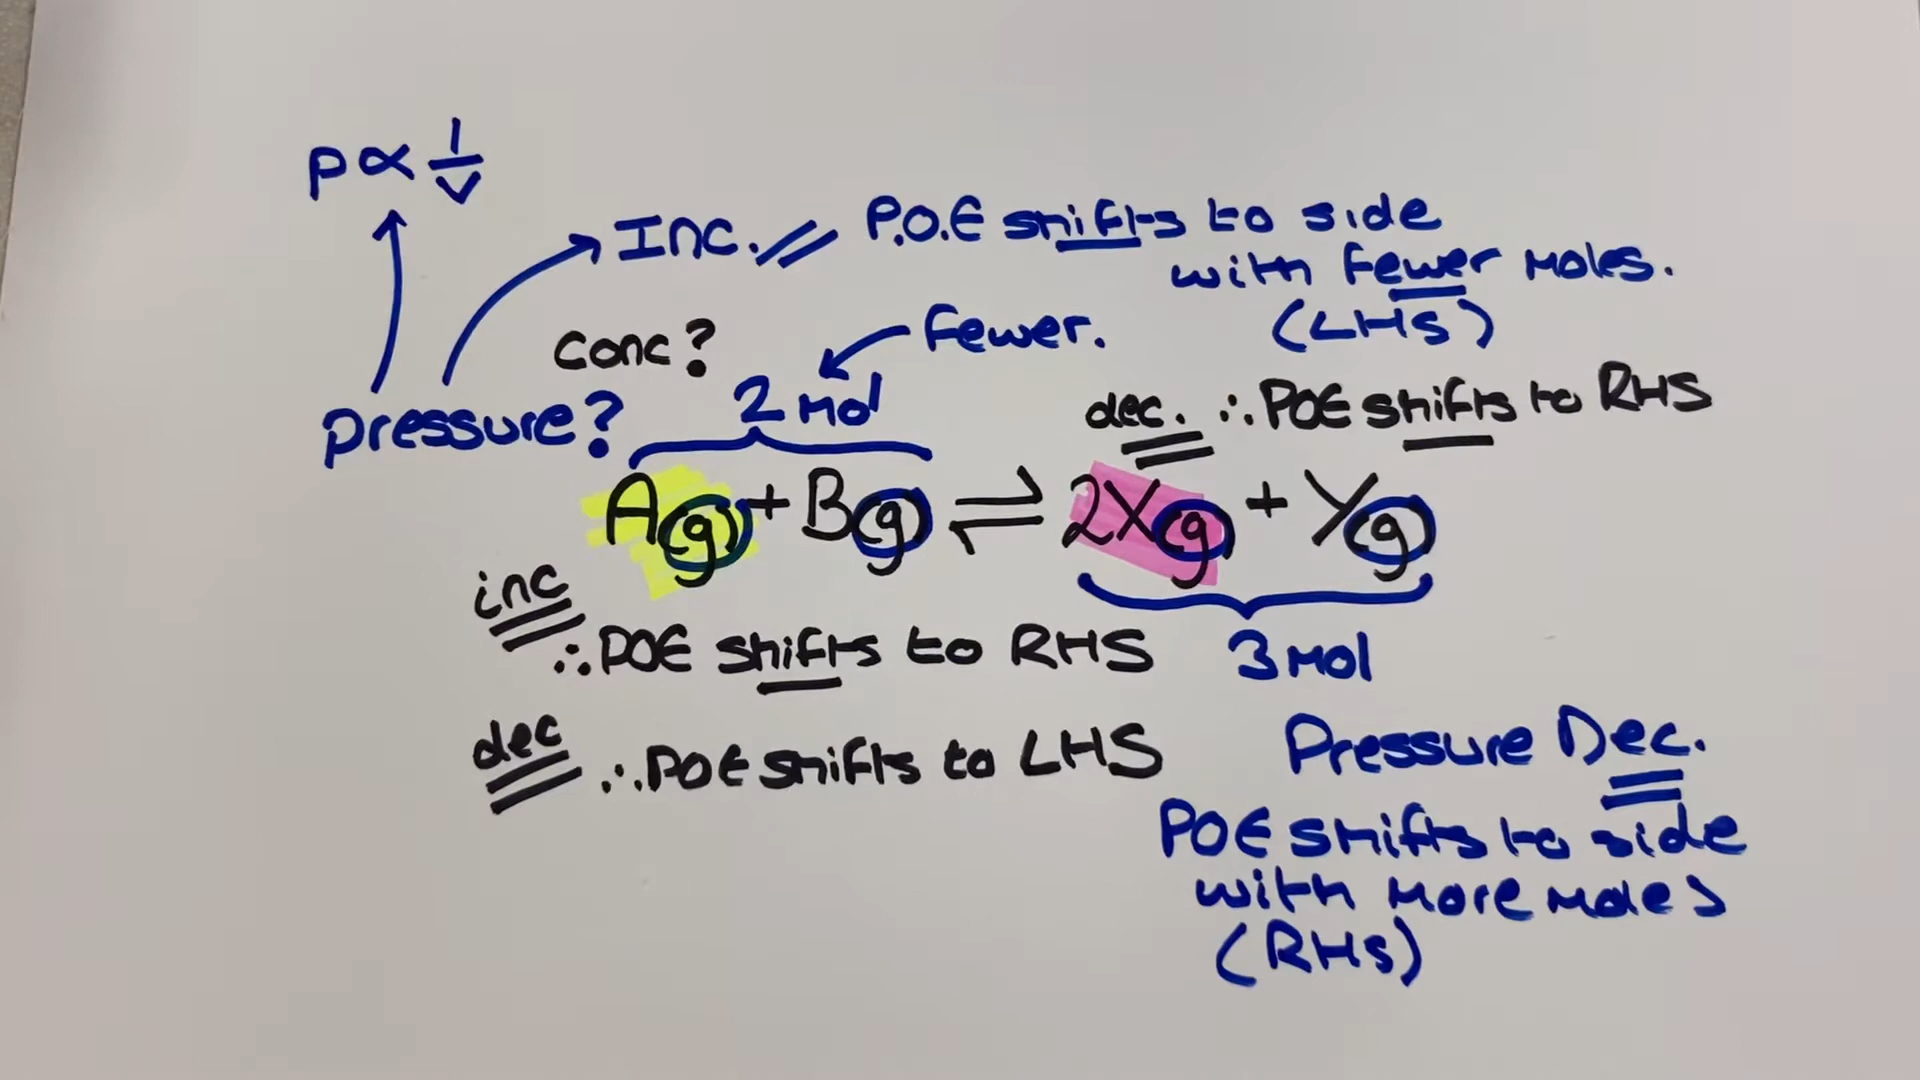 p ∝ 1/V
Inc. P.O.E shifts to side
with fewer moles.
(LHS)
Conc?
Fewer.
Pressure?
2 mol
dec. ∴ POE shifts to RHS
A(g) + B(g) ⇌ 2X(g) + Y(g)
inc
∴ POE shifts to RHS
3 mol
dec ∴ POE shifts to LHS
Pressure Dec.
POE shifts to side
with more moles
(RHS)